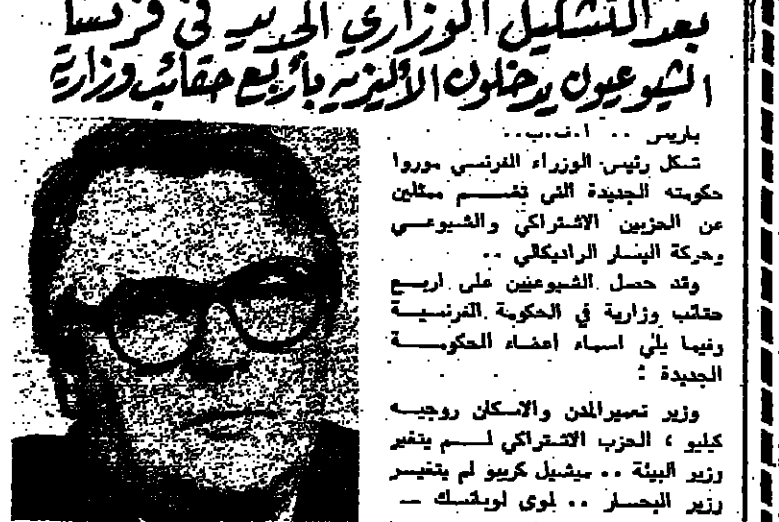 بعد التشكيل الوزاري الجديد في فرنسا
الشيوعيون يدخلون الأليزيه بأربع حقائب وزارية
باريس .. ا.ف.ب..
شكل رئيس الوزراء الفرنسي موروا
حكومته الجديدة التي تضم ممثلين
عن الحزبين الاشتراكي والشيوعي
وحركة اليسار الراديكالي ..
وقد حصل الشيوعيين على اربع
حقائب وزارية في الحكومة الفرنسية
وفيما يلي اسماء اعضاء الحكومة
الجديدة :
وزير تعمير المدن والاسكان روجيه
كيليو ، الحزب الاشتراكي لم يتغير
وزير البيئة .. ميشيل كريبو لم يتغير
وزير البحار .. لوى لوبانسك —